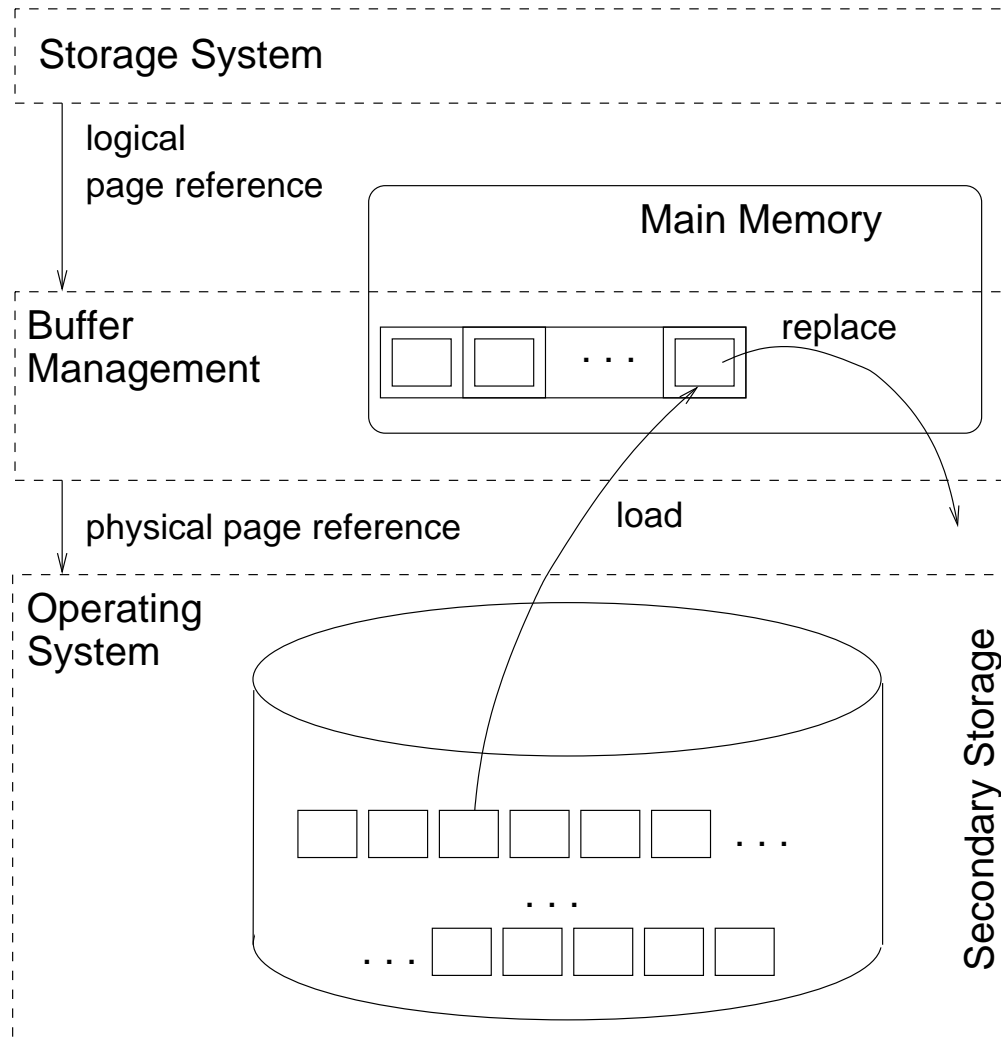 Storage System
logical
page reference
Main Memory
Buffer
Management
. . .
replace
physical page reference
load
Operating
System
Secondary Storage
. . .
. . .
. . .